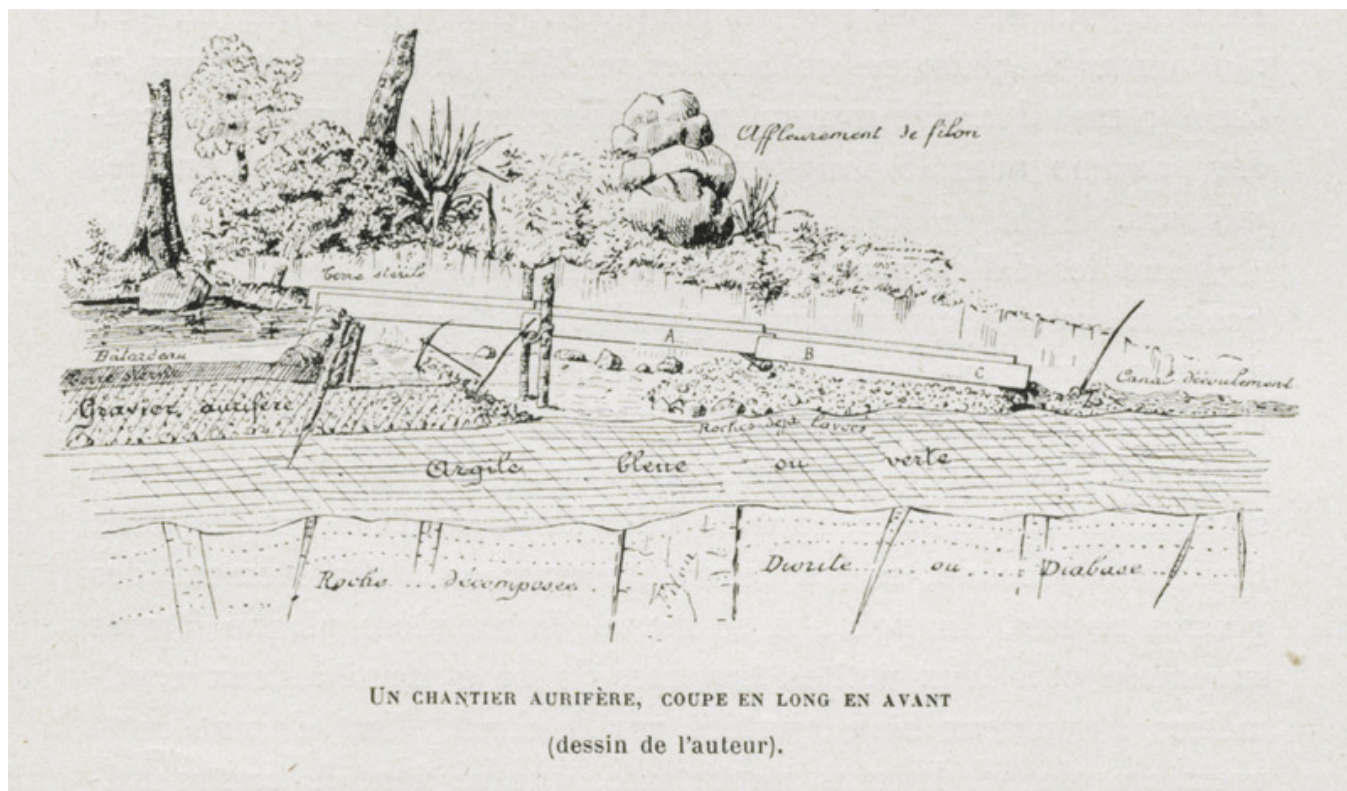 Affleurement de filon
Terre stérile
A
B
C
Bâtardeau
Terre stérile
Canal d'écoulement
Gravier aurifère
Roches déjà lavées
Argile bleue ou verte
Roche décomposée
Diorite ou Diabase
UN CHANTIER AURIFÈRE, COUPE EN LONG EN AVANT
(dessin de l'auteur).